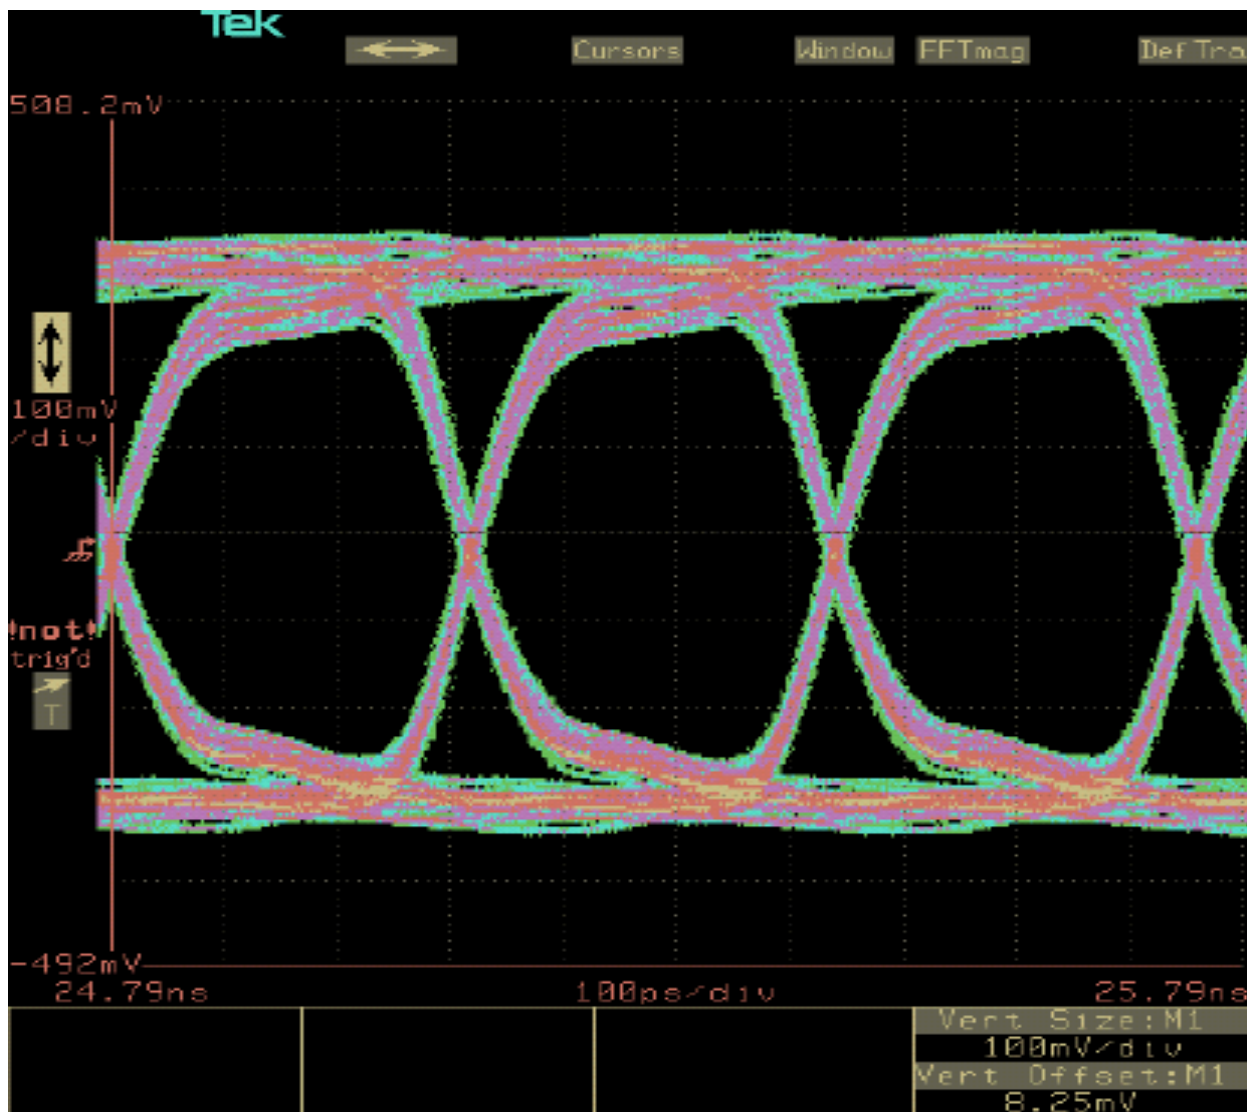 Tek
Cursors Window FFTmag DefTra
508.2mV
100mV
/div
!not!
trig'd
T
-492mV
24.79ns 100ps/div 25.79ns
Vert Size:M1
100mV/div
Vert Offset:M1
8.25mV